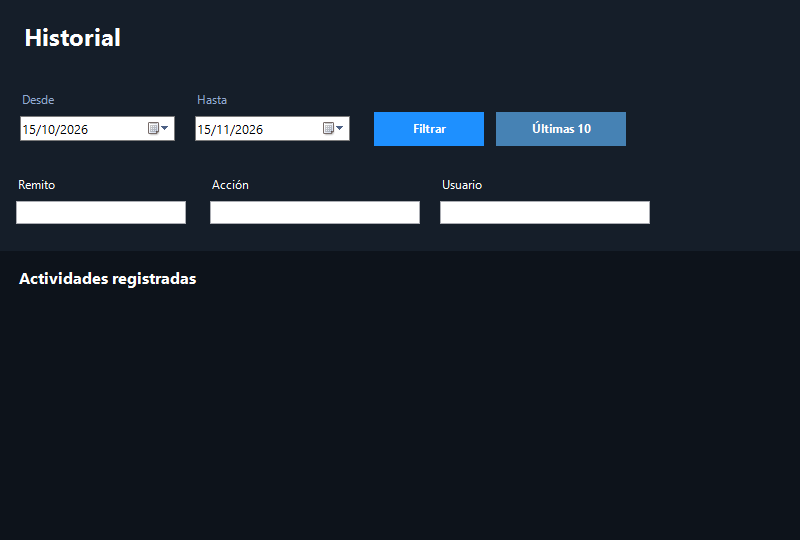 Historial
Desde Hasta
15/10/2026 15/11/2026 Filtrar Últimas 10
Remito Acción Usuario
Actividades registradas